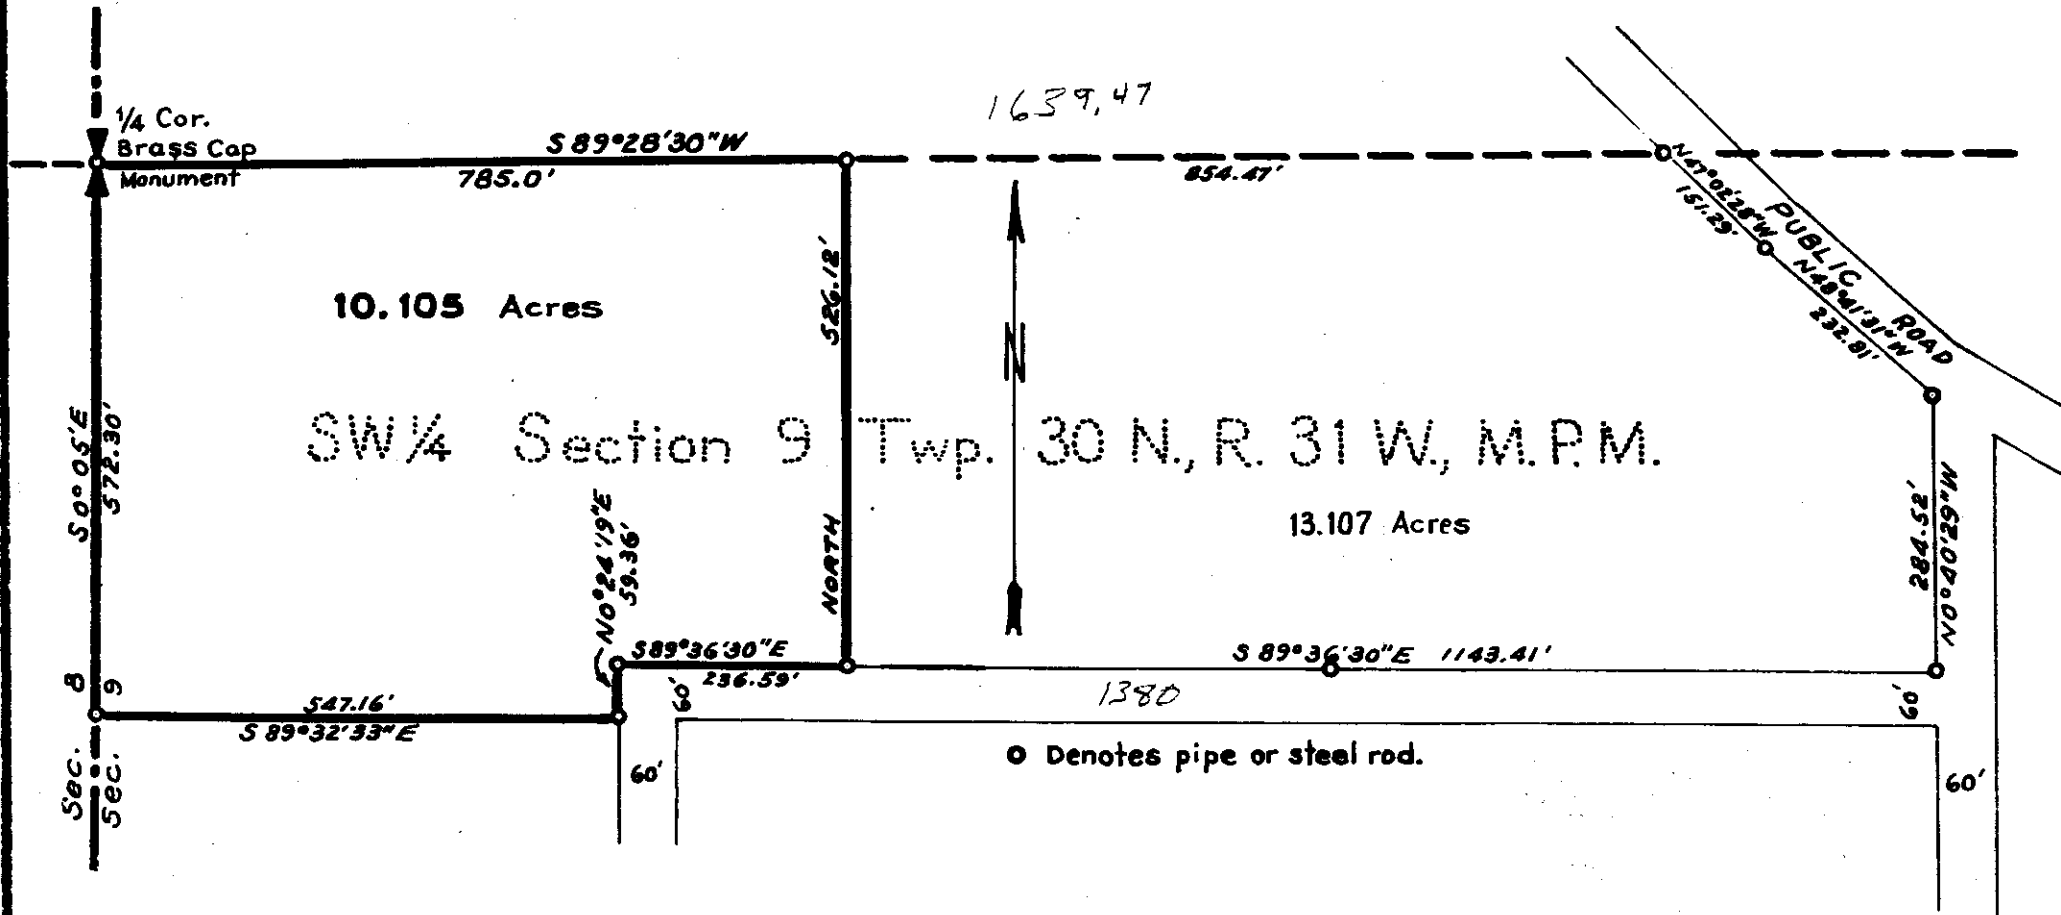 1639,47
1/4 Cor.
Brass Cap
Monument
S 89°28'30"W
785.0'
854.47'
N47°02'28"W
151.29'
PUBLIC ROAD
N48°41'31"W
232.81'
526.12'
NORTH
10.105 Acres
SW 1/4 Section 9 Twp. 30 N., R. 31 W., M.P.M.
13.107 Acres
S0°05'E
572.30'
N0°24'19"E
59.36'
284.52'
N0°40'29"W
S89°36'30"E
236.59'
S 89°36'30"E 1143.41'
1380
60'
60'
547.16'
S 89°32'33"E
Sec. 8
Sec. 9
60'
60'
O Denotes pipe or steel rod.
N